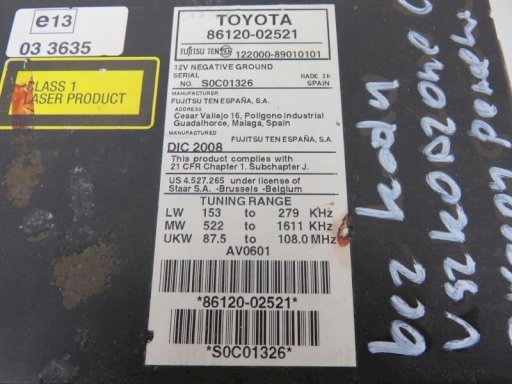 e13
03 3635
CLASS 1
LASER PRODUCT
TOYOTA
86120-02521
FUJITSU TEN 122000-89010101
12V NEGATIVE GROUND
SERIAL NO. S0C01326 MADE IN SPAIN
MANUFACTURER
FUJITSU TEN ESPAÑA, S.A.
ADDRESS
Cesar Vallejo 16, Poligono industrial
Guadalhorce, Malaga, Spain
MANUFACTURED FUJITSU TEN ESPAÑA, S.A.
DIC 2008
This product complies with
21 CFR Chapter 1. Subchapter J.
US 4.527.265 under license of
Staar S.A. -Brussels -Belgium
TUNING RANGE
LW 153 to 279 KHz
MW 522 to 1611 KHz
UKW 87.5 to 108.0 MHz
AV0601
*86120-02521*
*S0C01326*
bez kodu
uszkodzone